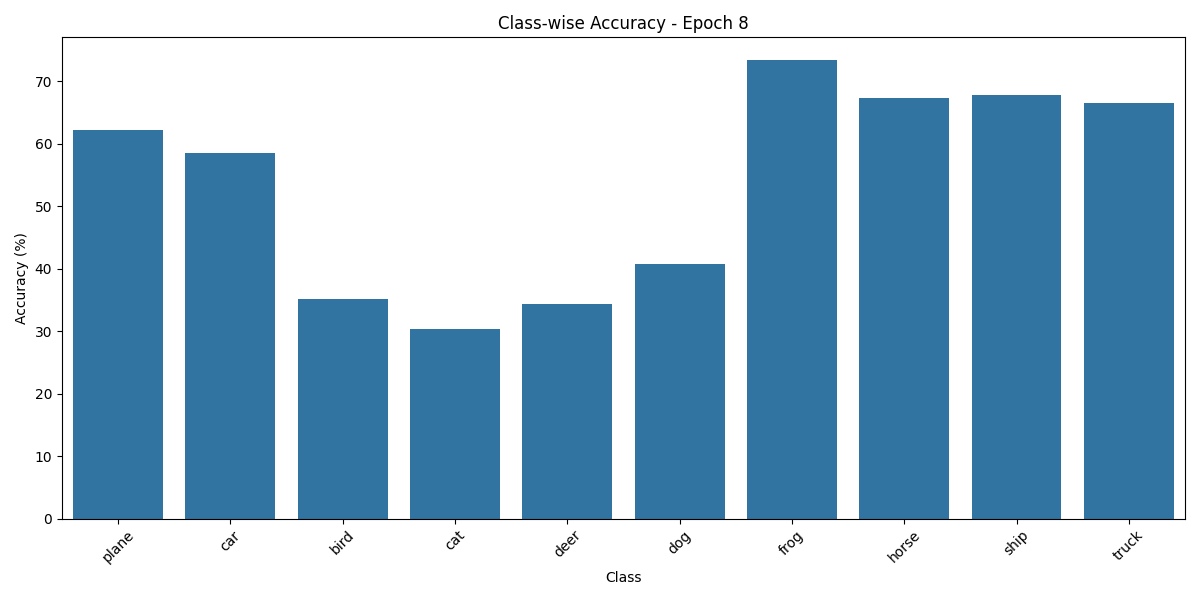 Class-wise Accuracy - Epoch 8
Accuracy (%)
70
60
50
40
30
20
10
0
plane car bird cat deer dog frog horse ship truck
Class